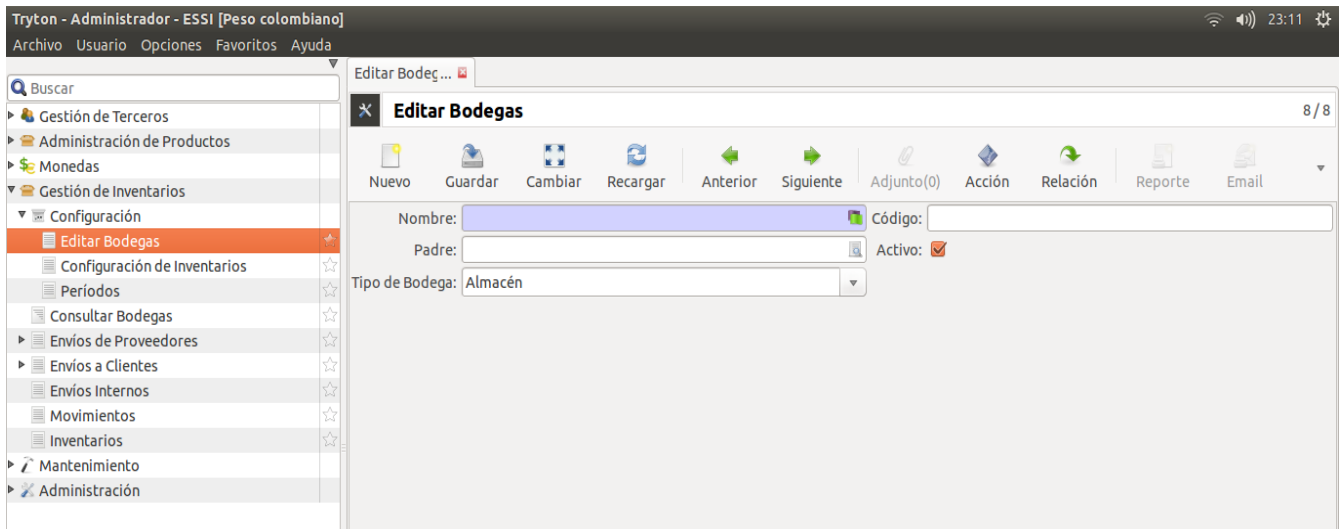 Tryton - Administrador - ESSI [Peso colombiano]
23:11
Archivo Usuario Opciones Favoritos Ayuda
Buscar
Gestión de Terceros
Administración de Productos
Monedas
Gestión de Inventarios
Configuración
Editar Bodegas
Configuración de Inventarios
Períodos
Consultar Bodegas
Envíos de Proveedores
Envíos a Clientes
Envíos Internos
Movimientos
Inventarios
Mantenimiento
Administración
Editar Bodeg...
Editar Bodegas
8/8
Nuevo Guardar Cambiar Recargar Anterior Siguiente Adjunto(0) Acción Relación Reporte Email
Nombre: Código:
Padre: Activo:
Tipo de Bodega: Almacén